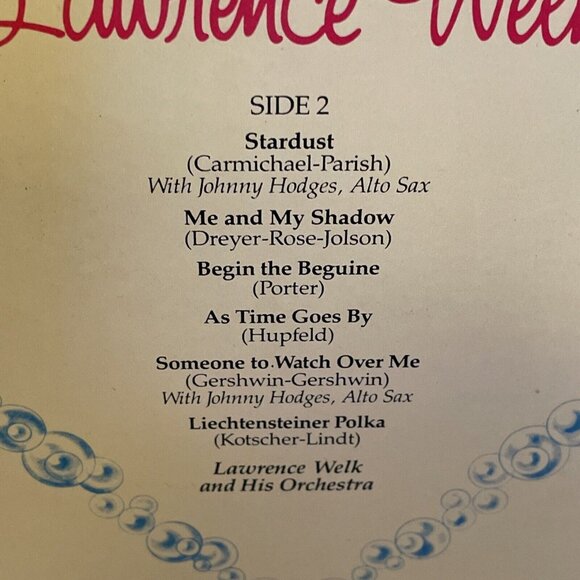 Lawrence Welk
SIDE 2
Stardust
(Carmichael-Parish)
With Johnny Hodges, Alto Sax
Me and My Shadow
(Dreyer-Rose-Jolson)
Begin the Beguine
(Porter)
As Time Goes By
(Hupfeld)
Someone to Watch Over Me
(Gershwin-Gershwin)
With Johnny Hodges, Alto Sax
Liechtensteiner Polka
(Kotscher-Lindt)
Lawrence Welk
and His Orchestra